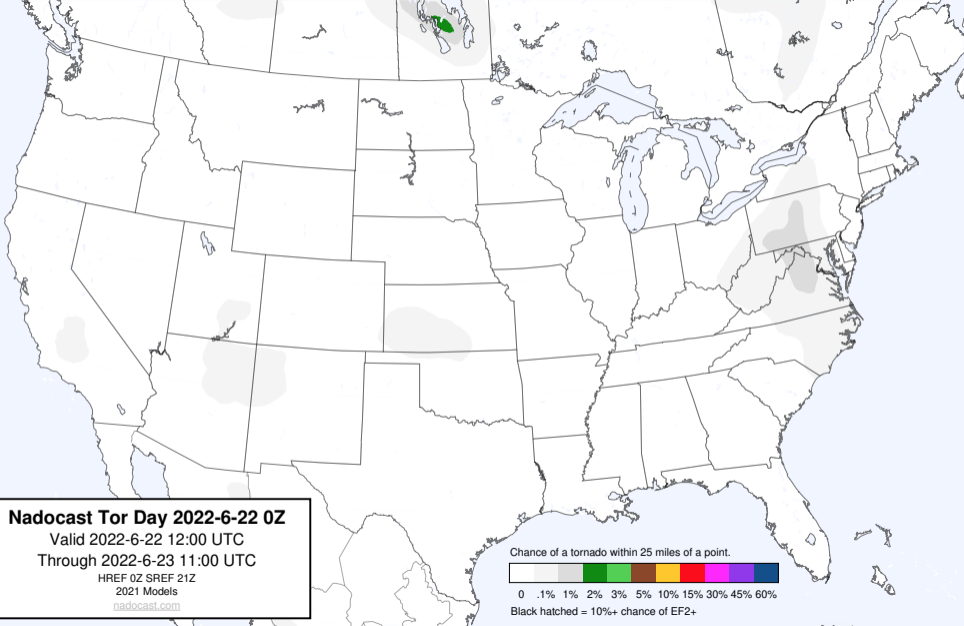 Nadocast Tor Day 2022-6-22 0Z
Valid 2022-6-22 12:00 UTC
Through 2022-6-23 11:00 UTC
HREF 0Z SREF 21Z
2021 Models
nadocast.com
Chance of a tornado within 25 miles of a point.
0 .1% 1% 2% 3% 5% 10% 15% 30% 45% 60%
Black hatched = 10%+ chance of EF2+